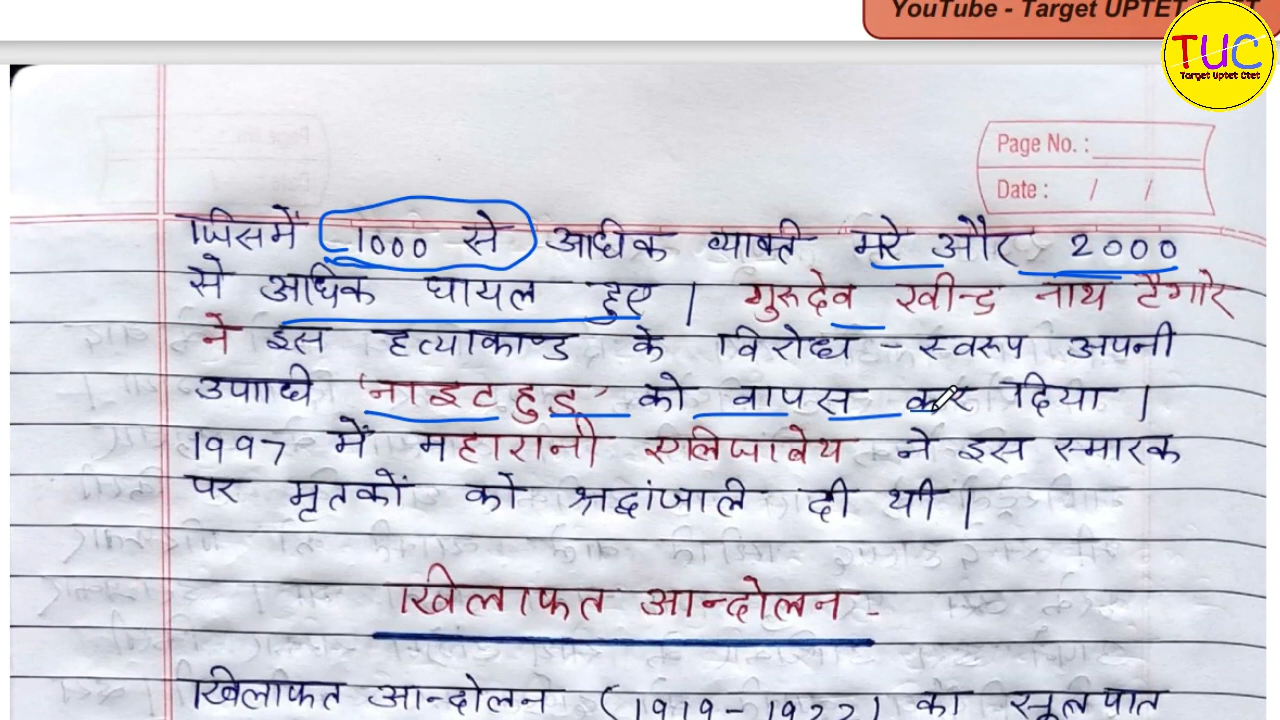 YouTube - Target UPTET
TUC
Target Uptet Ctet
Page No. :
Date : / /
जिसमें 1000 से अधिक व्यक्ति मरे और 2000
से अधिक घायल हुए | गुरुदेव रवीन्द्र नाथ टैगोर
ने इस हत्याकाण्ड के विरोध - स्वरूप अपनी
उपाधि 'नाइटहुड' को वापस कर दिया |
1997 में महारानी एलिजाबेथ ने इस स्मारक
पर मृतकों को श्रद्धांजलि दी थी |
खिलाफत आन्दोलन -
खिलाफत आन्दोलन (1919-1922) का सूत्रपात